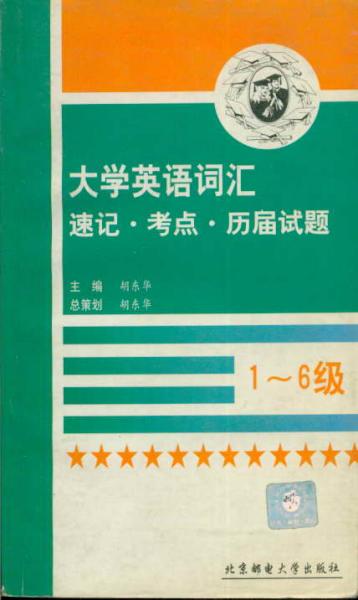 大学英语词汇
速记·考点·历届试题
主 编 胡东华
总策划 胡东华
1～6级
北京邮电大学出版社